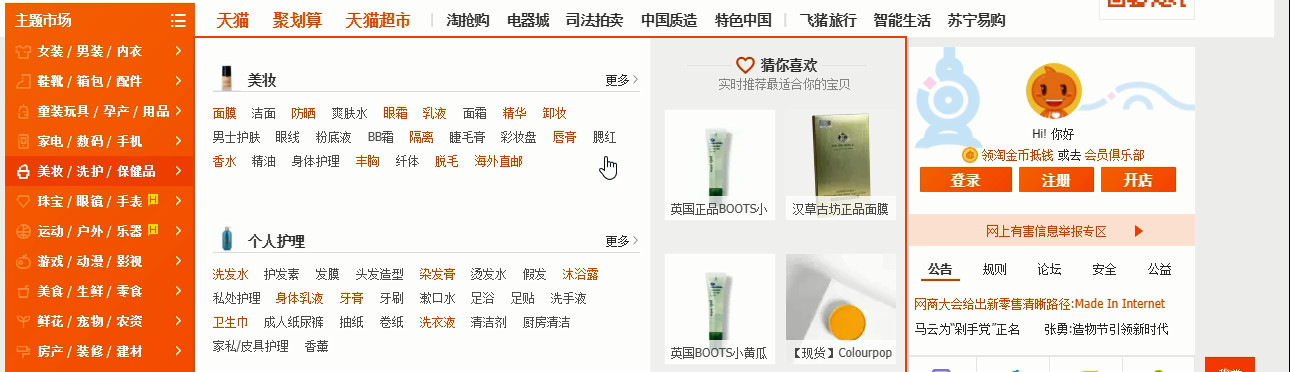 主题市场
天猫 聚划算 天猫超市 淘抢购 电器城 司法拍卖 中国质造 特色中国 飞猪旅行 智能生活 苏宁易购
女装 / 男装 / 内衣
鞋靴 / 箱包 / 配件
童装玩具 / 孕产 / 用品
家电 / 数码 / 手机
美妆 / 洗护 / 保健品
珠宝 / 眼镜 / 手表
运动 / 户外 / 乐器
游戏 / 动漫 / 影视
美食 / 生鲜 / 零食
鲜花 / 宠物 / 农资
房产 / 装修 / 建材
美妆 更多
面膜 洁面 防晒 爽肤水 眼霜 乳液 面霜 精华 卸妆
男士护肤 眼线 粉底液 BB霜 隔离 睫毛膏 彩妆盘 唇膏 腮红
香水 精油 身体护理 丰胸 纤体 脱毛 海外直邮
个人护理 更多
洗发水 护发素 发膜 头发造型 染发膏 烫发水 假发 沐浴露
私处护理 身体乳液 牙膏 牙刷 漱口水 足浴 足贴 洗手液
卫生巾 成人纸尿裤 抽纸 卷纸 洗衣液 清洁剂 厨房清洁
家私/皮具护理 香薰
猜你喜欢
实时推荐最适合你的宝贝
英国正品BOOTS小
汉草古坊正品面膜
英国BOOTS小黄瓜
【现货】Colourpop
Hi! 你好
领淘金币抵钱 或去 会员俱乐部
登录 注册 开店
网上有害信息举报专区
公告 规则 论坛 安全 公益
网商大会给出新零售清晰路径:Made In Internet
马云为"剁手党"正名 张勇:造物节引领新时代